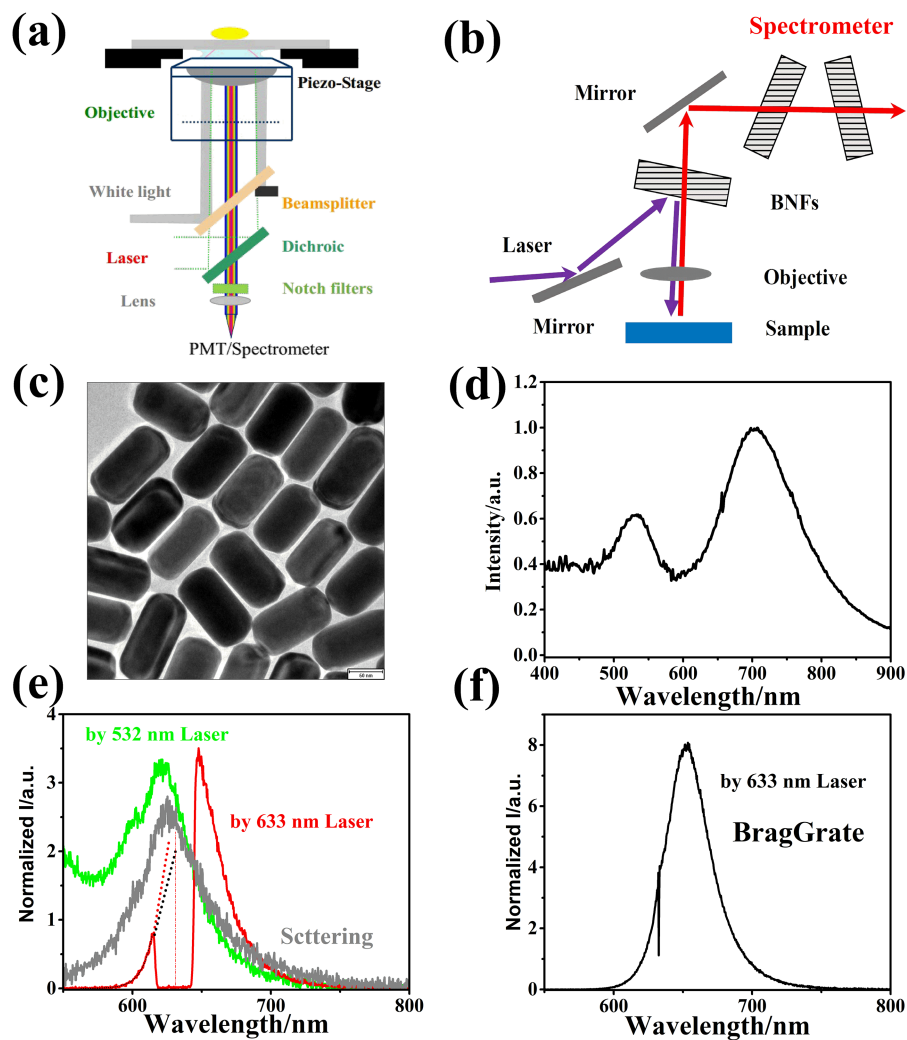 (a)
Piezo-Stage
Objective
White light
Beamsplitter
Laser
Dichroic
Notch filters
Lens
PMT/Spectrometer
(b)
Spectrometer
Mirror
BNFs
Laser
Objective
Mirror
Sample
(c)
50 nm
(d)
Intensity/a.u.
1.2
1.0
0.8
0.6
0.4
0.2
0.0
400 500 600 700 800 900
Wavelength/nm
(e)
Normalized I/a.u.
4
3
2
1
0
by 532 nm Laser
by 633 nm Laser
Scttering
600 700 800
Wavelength/nm
(f)
Normalized I/a.u.
8
6
4
2
0
by 633 nm Laser
BragGrate
600 700 800
Wavelength/nm